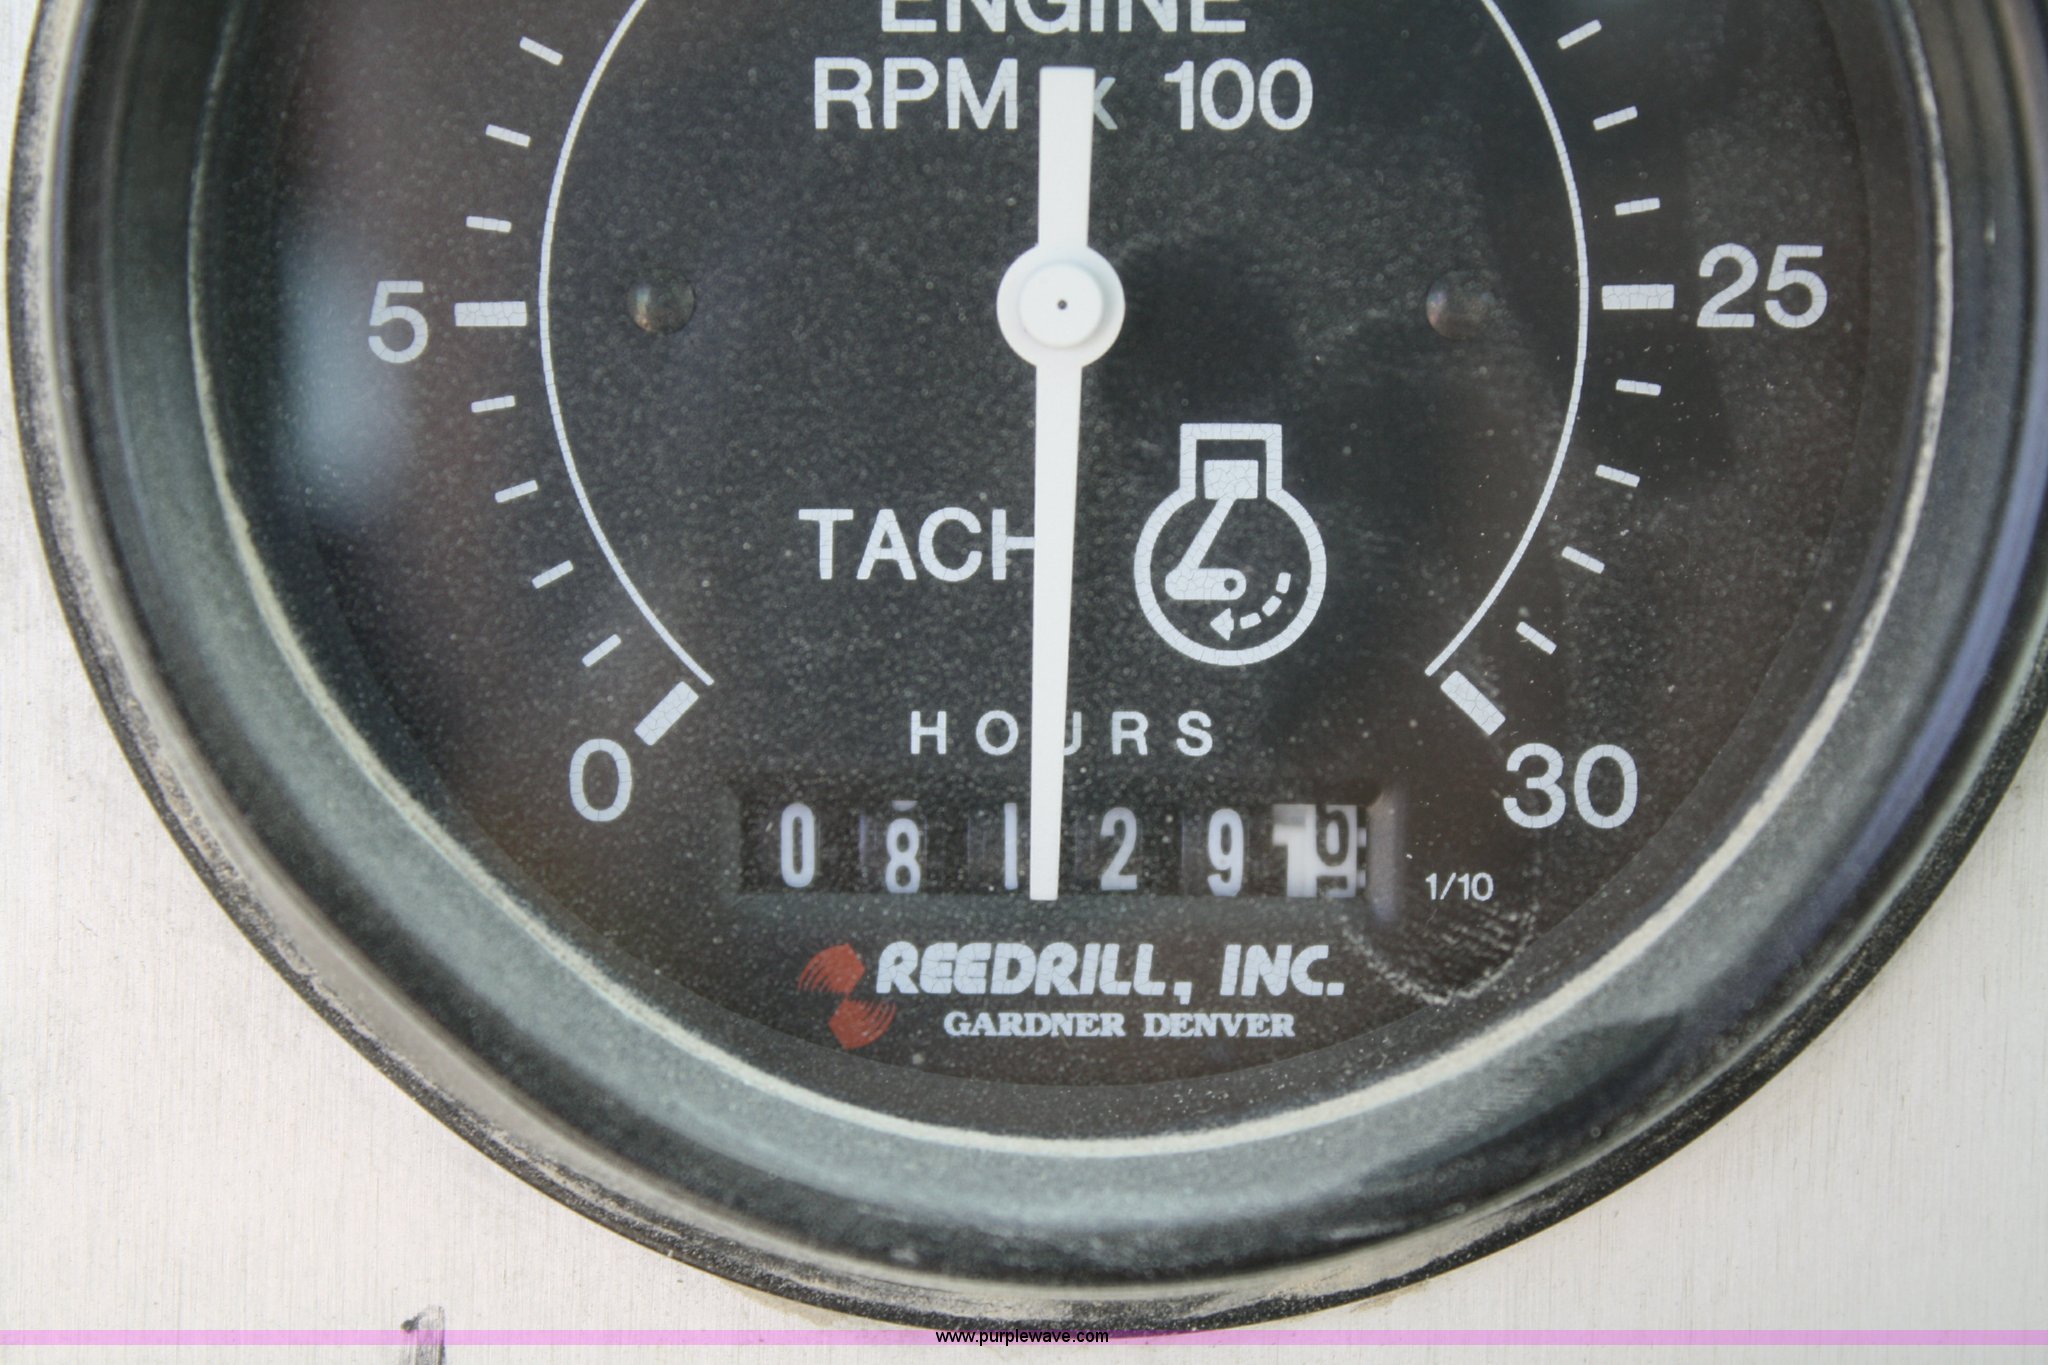 ENGINE
RPM x 100
5
25
TACH
HOURS
0
30
0 8 1 2 9
1/10
REEDRILL, INC.
GARDNER DENVER
www.purplewave.com